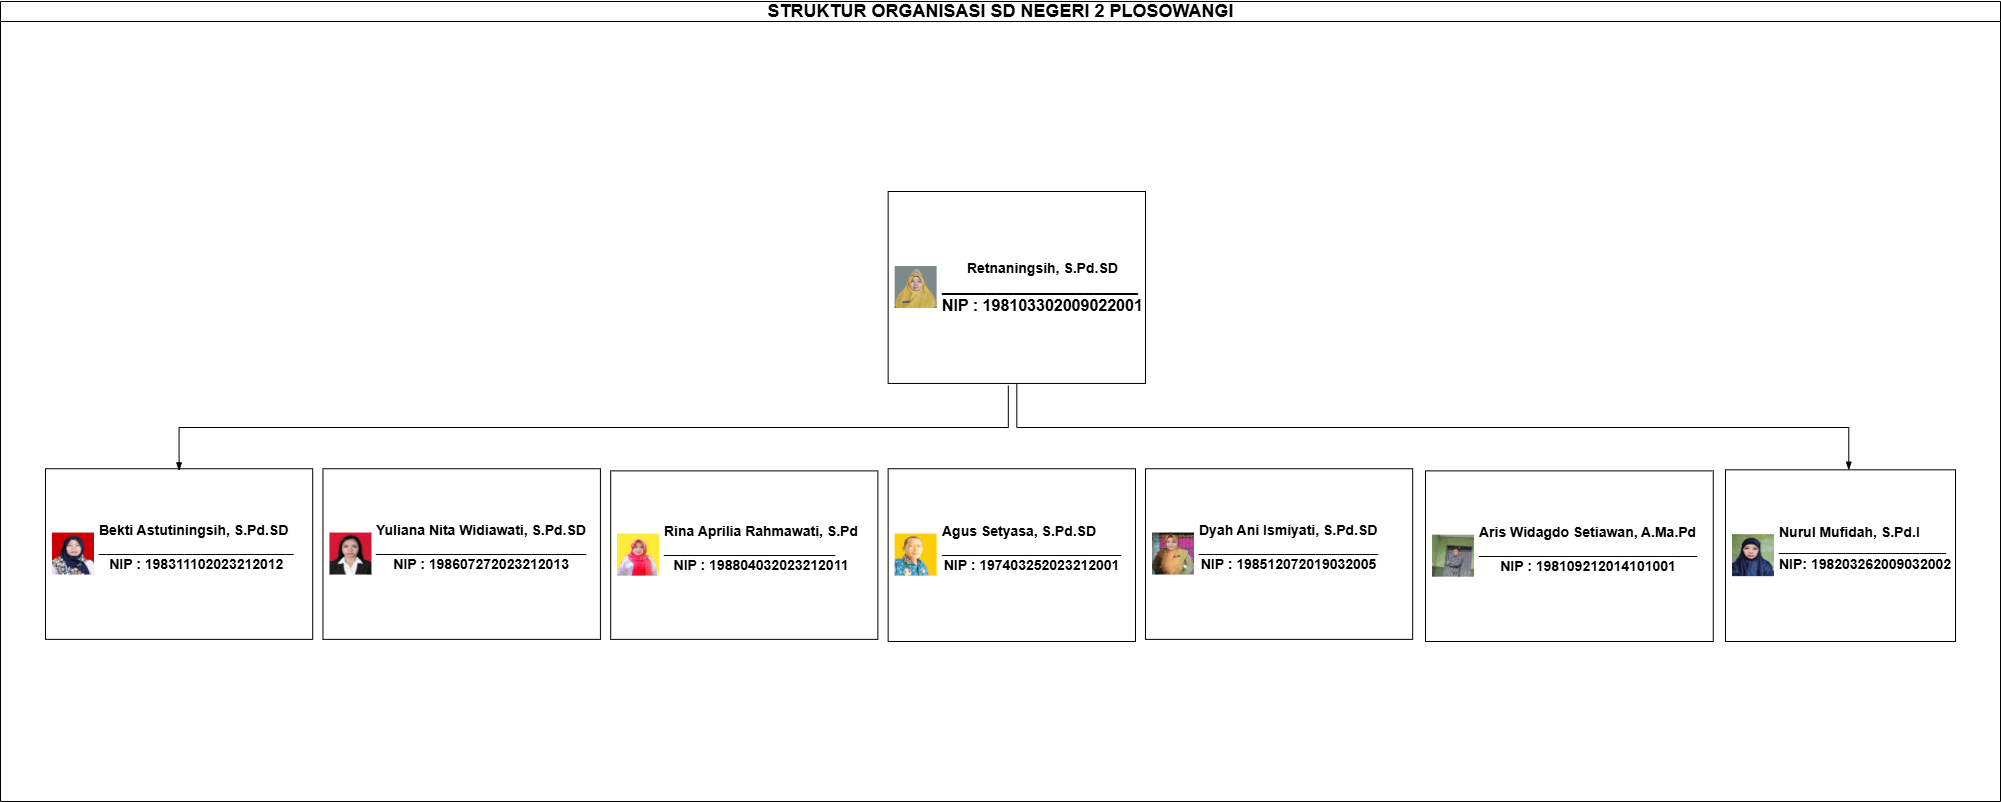 STRUKTUR ORGANISASI SD NEGERI 2 PLOSOWANGI
Retnaningsih, S.Pd.SD
NIP : 198103302009022001
Bekti Astutiningsih, S.Pd.SD
NIP : 198311102023212012
Yuliana Nita Widiawati, S.Pd.SD
NIP : 198607272023212013
Rina Aprilia Rahmawati, S.Pd
NIP : 198804032023212011
Agus Setyasa, S.Pd.SD
NIP : 197403252023212001
Dyah Ani Ismiyati, S.Pd.SD
NIP : 198512072019032005
Aris Widagdo Setiawan, A.Ma.Pd
NIP : 198109212014101001
Nurul Mufidah, S.Pd.I
NIP: 198203262009032002